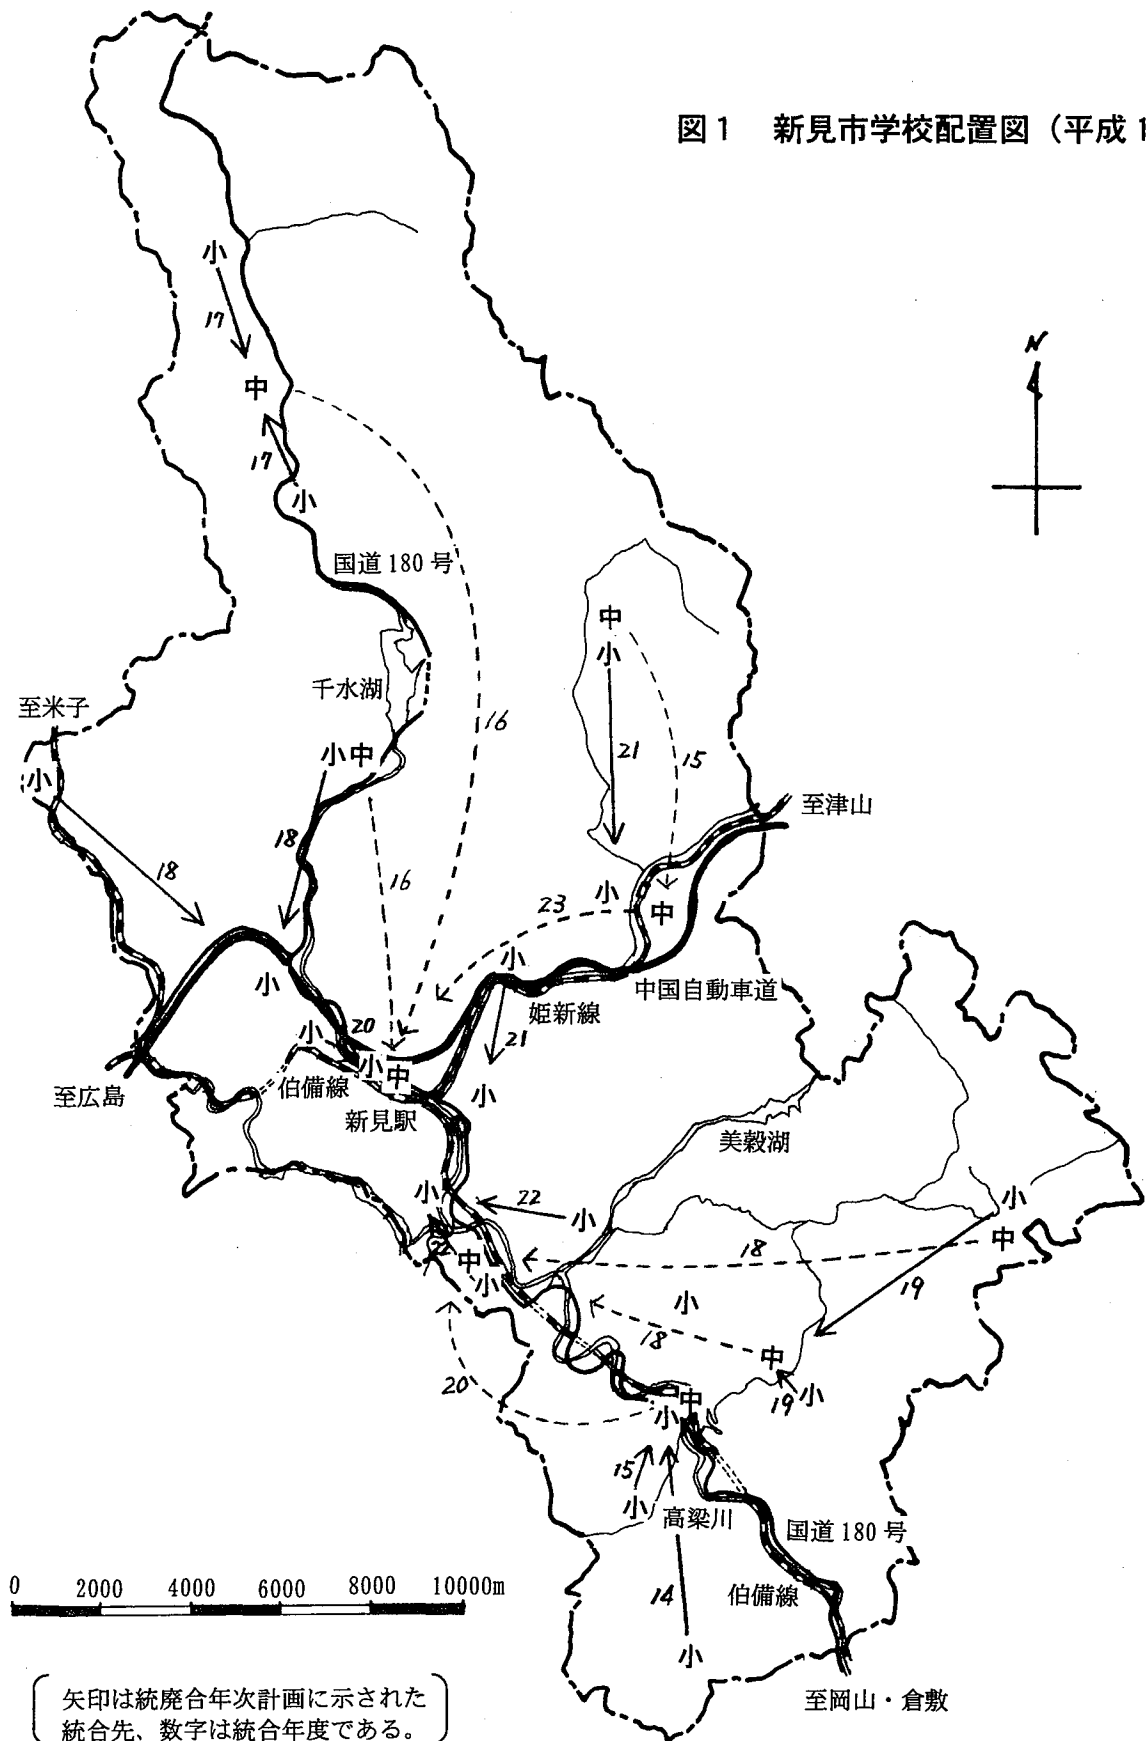 図1 新見市学校配置図(平成1
小
17
中
17
小
N
国道180号
中
小
千水湖
至米子
16
小
小中
21
15
至津山
18
18
16
小
23
中
小
小
中国自動車道
姫新線
20
小
21
小
中
小
至広島
伯備線
新見駅
美穀湖
小
22
小
小
中
18
中
小
19
小
18
中
20
19
小
中
小
15
小
高梁川
国道180号
14
伯備線
小
0 2000 4000 6000 8000 10000m
至岡山・倉敷
矢印は統廃合年次計画に示された
統合先、数字は統合年度である。